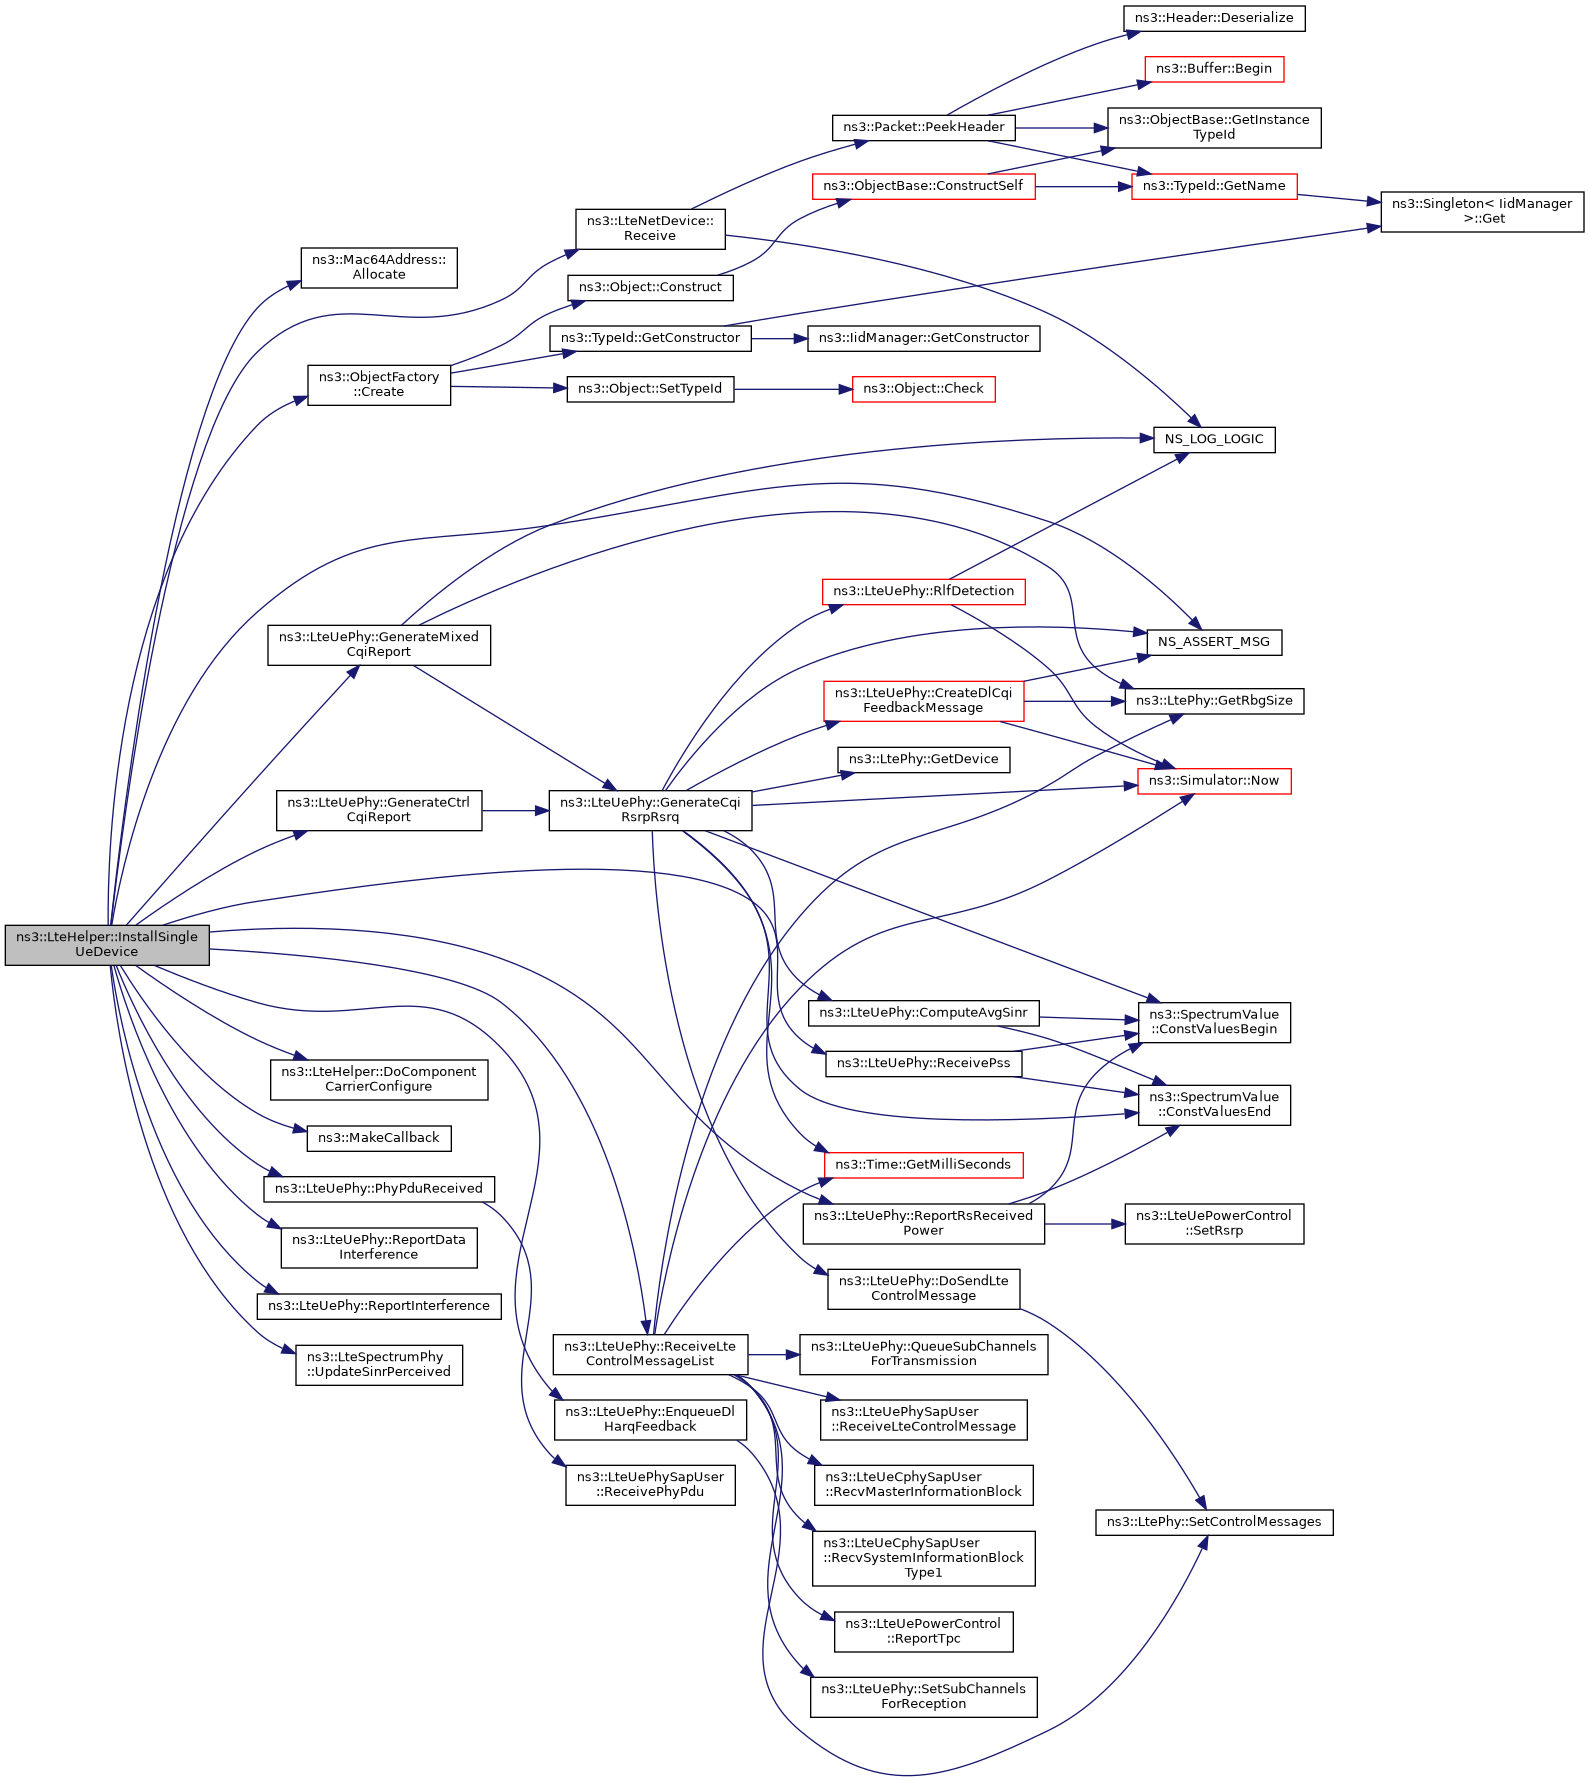 ns3::Header::Deserialize
ns3::Buffer::Begin
ns3::Packet::PeekHeader
ns3::ObjectBase::GetInstance
TypeId
ns3::ObjectBase::ConstructSelf
ns3::TypeId::GetName
ns3::Singleton< IidManager
>::Get
ns3::LteNetDevice::
Receive
ns3::Mac64Address::
Allocate
ns3::Object::Construct
ns3::TypeId::GetConstructor
ns3::IidManager::GetConstructor
ns3::ObjectFactory
::Create
ns3::Object::SetTypeId
ns3::Object::Check
NS_LOG_LOGIC
ns3::LteUePhy::RlfDetection
ns3::LteUePhy::GenerateMixed
CqiReport
NS_ASSERT_MSG
ns3::LteUePhy::CreateDlCqi
FeedbackMessage
ns3::LtePhy::GetRbgSize
ns3::LtePhy::GetDevice
ns3::Simulator::Now
ns3::LteUePhy::GenerateCtrl
CqiReport
ns3::LteUePhy::GenerateCqi
RsrpRsrq
ns3::LteHelper::InstallSingle
UeDevice
ns3::LteUePhy::ComputeAvgSinr
ns3::SpectrumValue
::ConstValuesBegin
ns3::LteUePhy::ReceivePss
ns3::LteHelper::DoComponent
CarrierConfigure
ns3::SpectrumValue
::ConstValuesEnd
ns3::MakeCallback
ns3::Time::GetMilliSeconds
ns3::LteUePhy::PhyPduReceived
ns3::LteUePhy::ReportRsReceived
Power
ns3::LteUePowerControl
::SetRsrp
ns3::LteUePhy::ReportData
Interference
ns3::LteUePhy::DoSendLte
ControlMessage
ns3::LteUePhy::ReportInterference
ns3::LteSpectrumPhy
::UpdateSinrPerceived
ns3::LteUePhy::ReceiveLte
ControlMessageList
ns3::LteUePhy::QueueSubChannels
ForTransmission
ns3::LteUePhy::EnqueueDl
HarqFeedback
ns3::LteUePhySapUser
::ReceiveLteControlMessage
ns3::LteUePhySapUser
::ReceivePhyPdu
ns3::LteUeCphySapUser
::RecvMasterInformationBlock
ns3::LtePhy::SetControlMessages
ns3::LteUeCphySapUser
::RecvSystemInformationBlock
Type1
ns3::LteUePowerControl
::ReportTpc
ns3::LteUePhy::SetSubChannels
ForReception